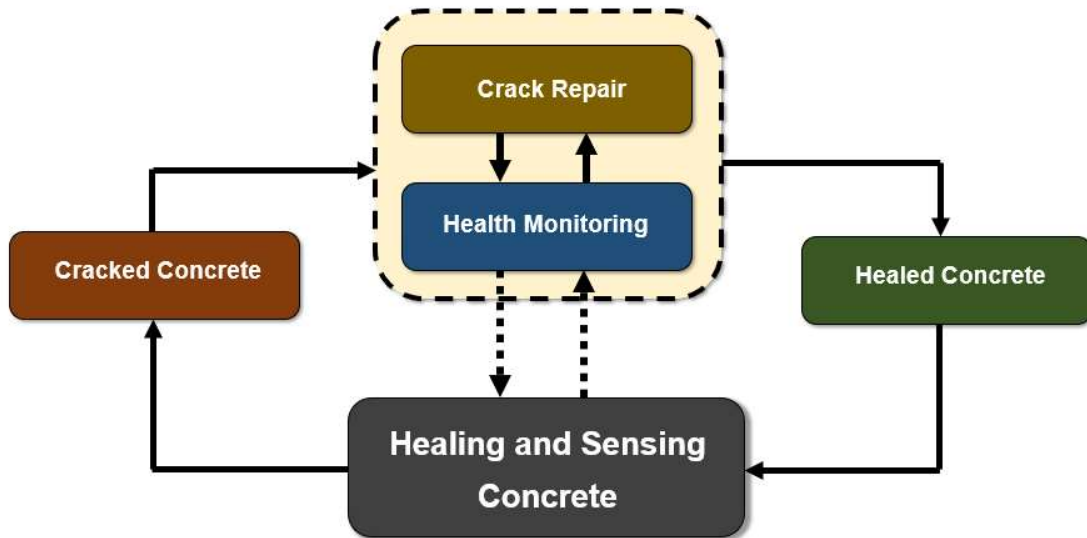 Crack Repair
Health Monitoring
Cracked Concrete
Healed Concrete
Healing and Sensing
Concrete